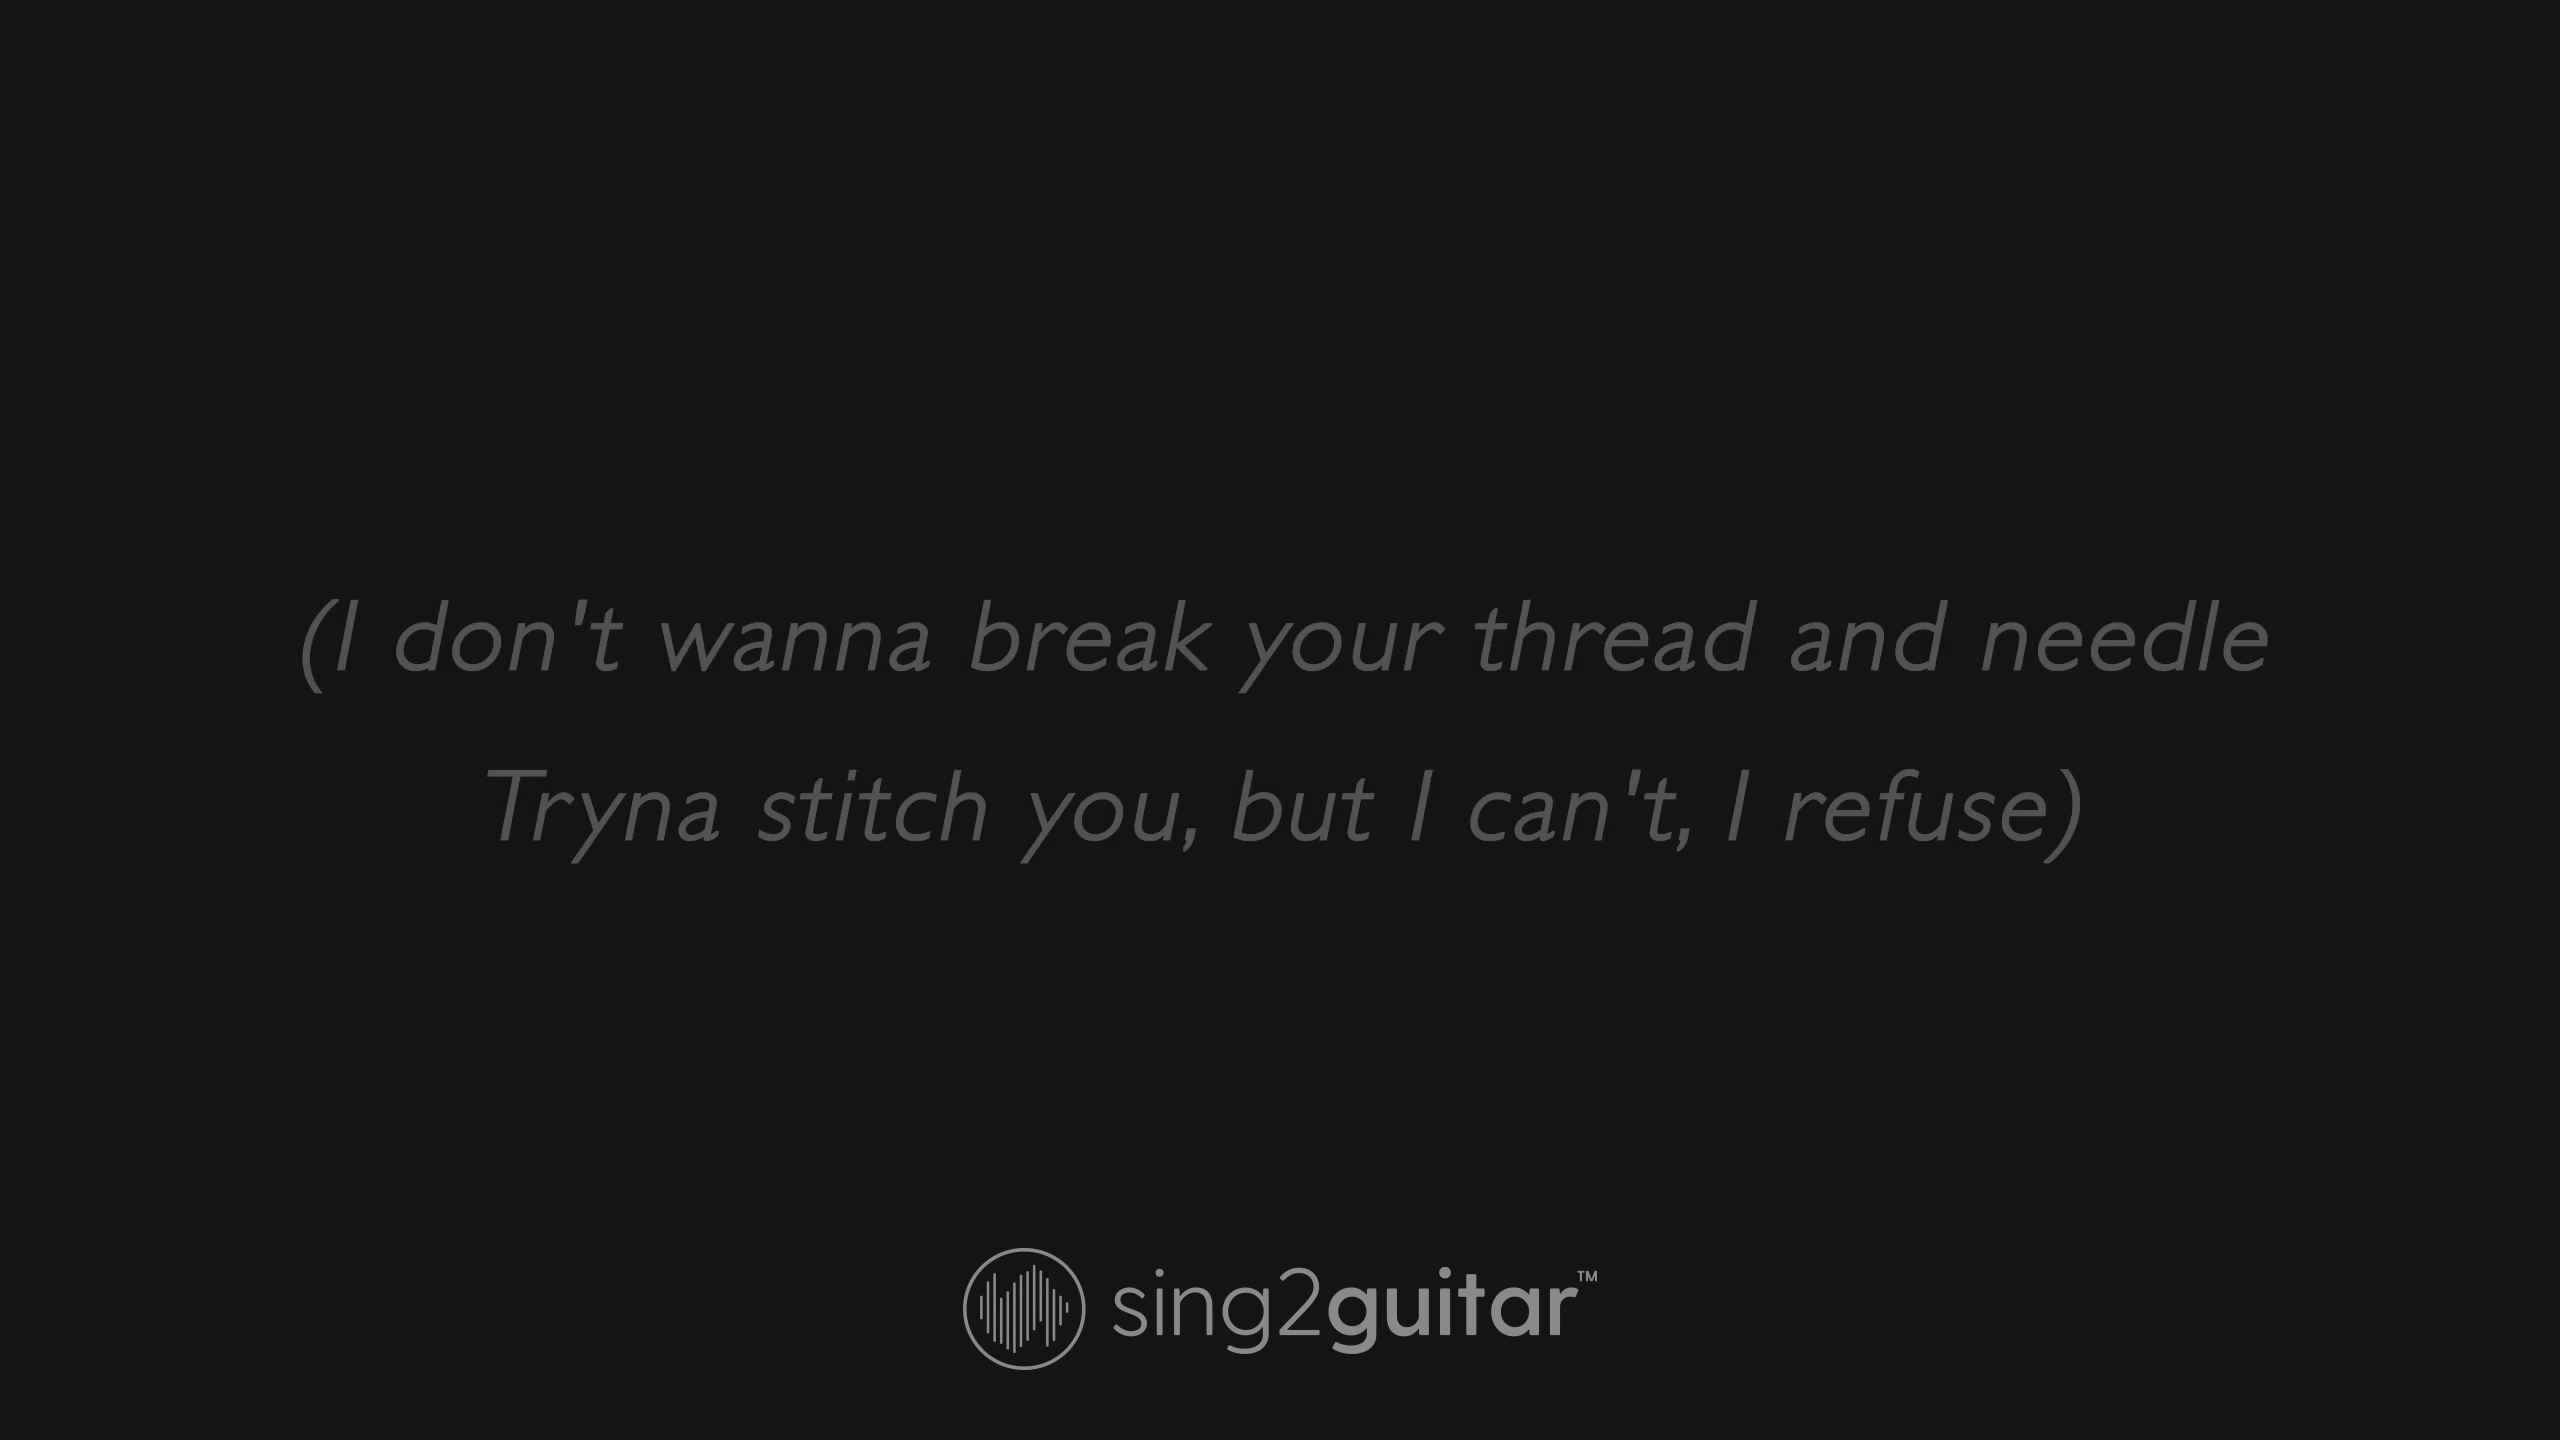 (I don't wanna break your thread and needle
Tryna stitch you, but I can't, I refuse)
sing2guitar™